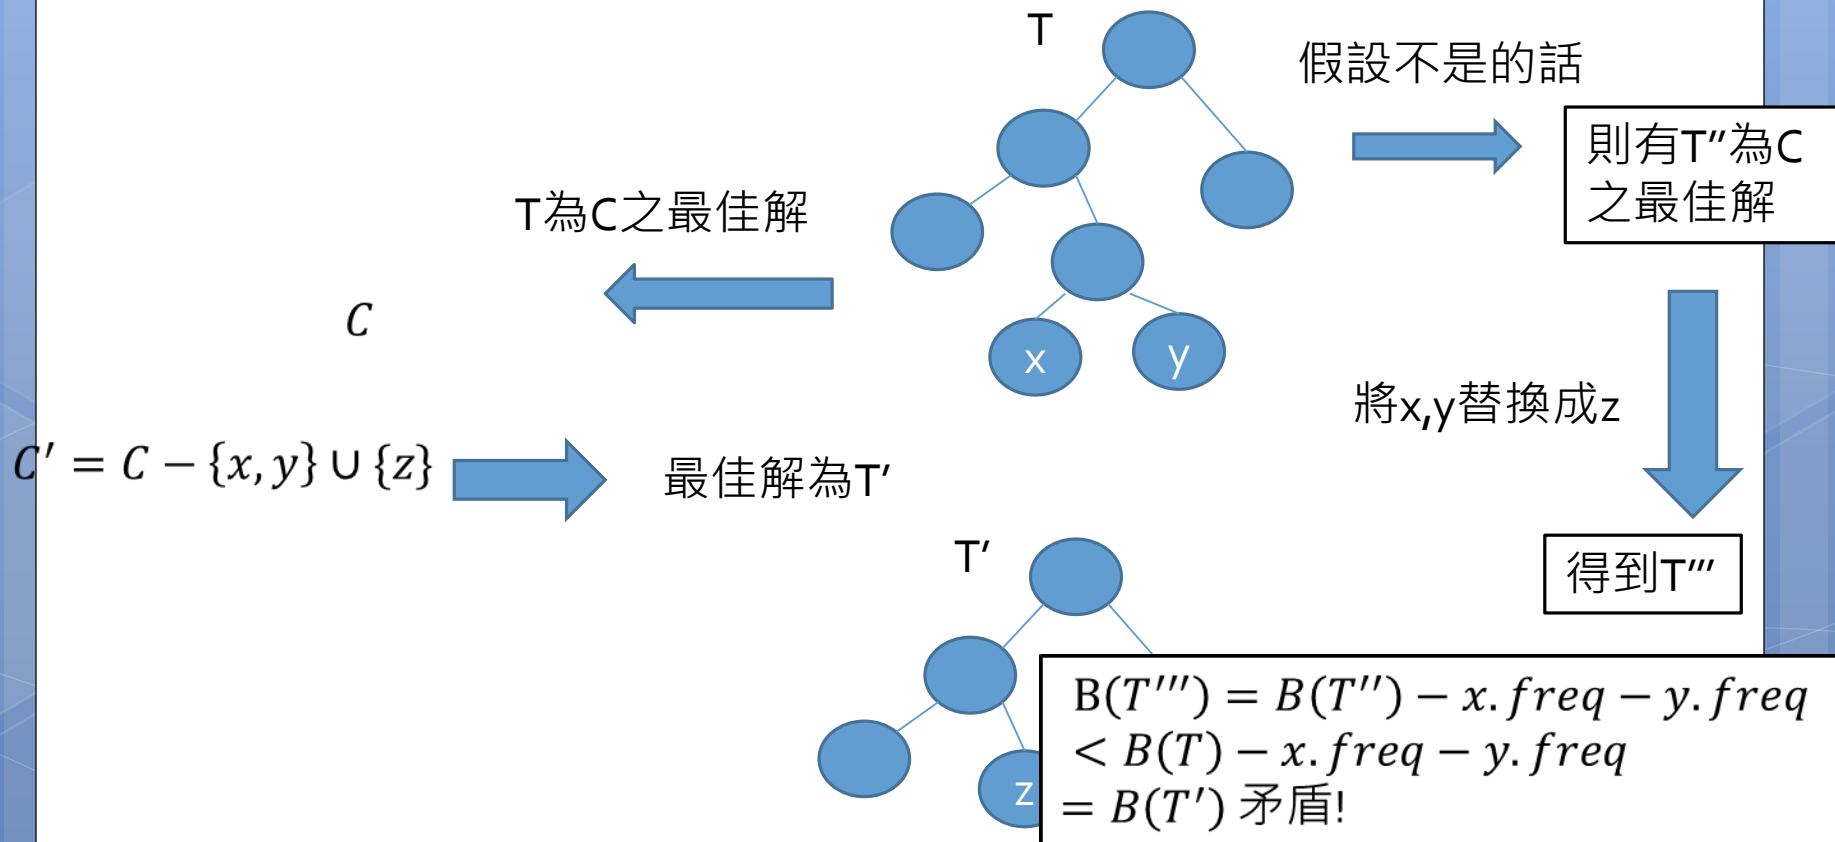 T
假設不是的話
則有T''為C
之最佳解
T為C之最佳解
C
x
y
將x,y替換成z
C' = C − {x, y} ∪ {z}
最佳解為T'
T'
得到T'''
z
B(T''') = B(T'') − x. freq − y. freq
< B(T) − x. freq − y. freq
= B(T') 矛盾!